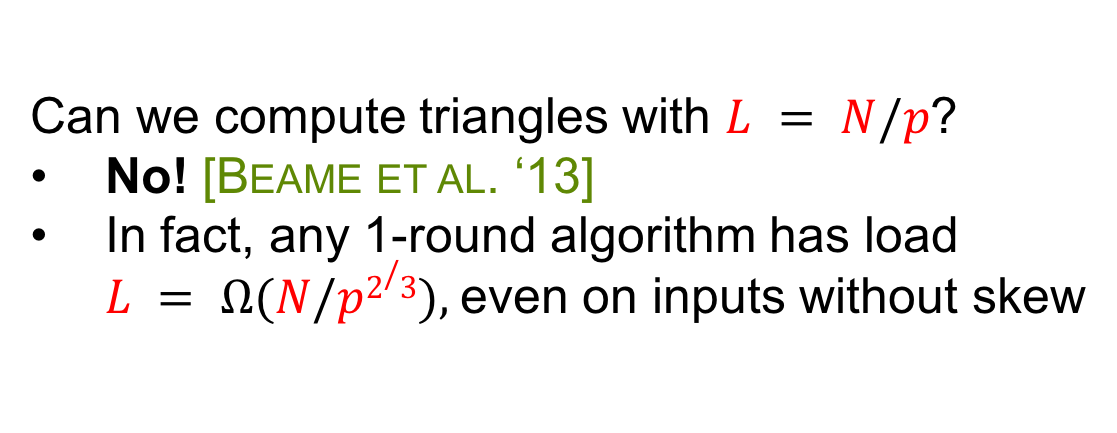 Can we compute triangles with L = N/p?
• No! [BEAME ET AL. ‘13]
• In fact, any 1-round algorithm has load
L = Ω(N/p^{2/3}), even on inputs without skew